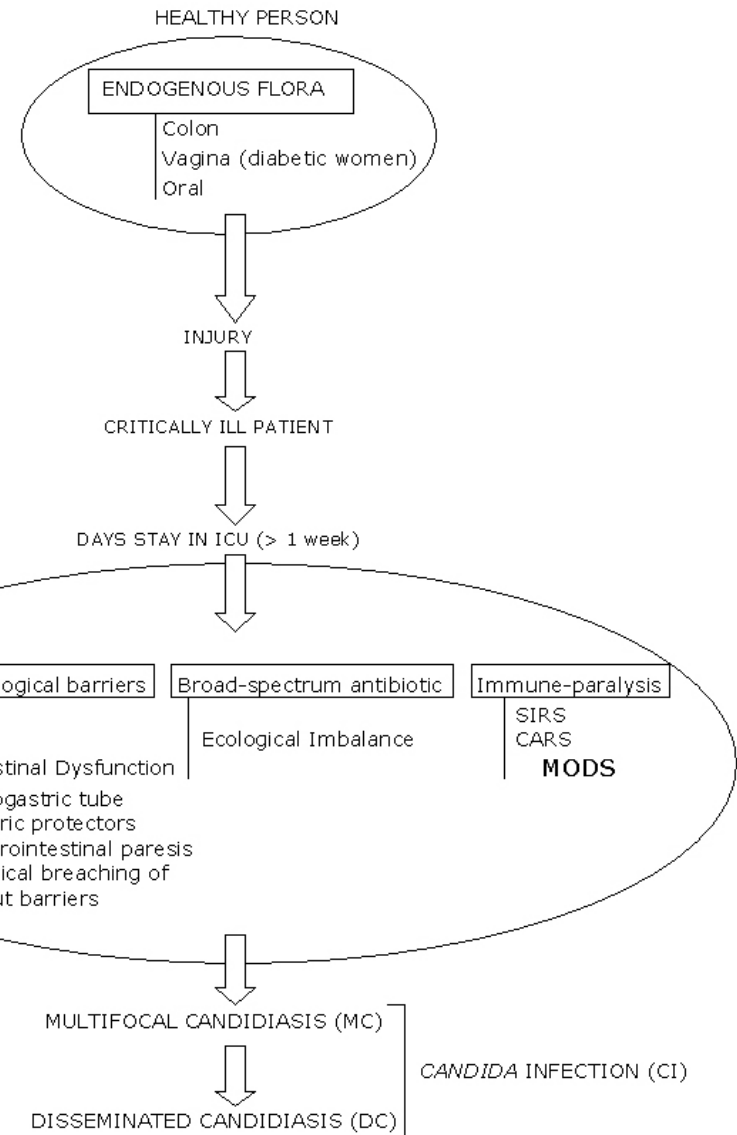 HEALTHY PERSON
ENDOGENOUS FLORA
Colon
Vagina (diabetic women)
Oral
INJURY
CRITICALLY ILL PATIENT
DAYS STAY IN ICU (> 1 week)
ogical barriers
Broad-spectrum antibiotic
Immune-paralysis
SIRS
Ecological Imbalance
CARS
stinal Dysfunction
MODS
ogastric tube
ric protectors
rointestinal paresis
ical breaching of
ut barriers
MULTIFOCAL CANDIDIASIS (MC)
CANDIDA INFECTION (CI)
DISSEMINATED CANDIDIASIS (DC)